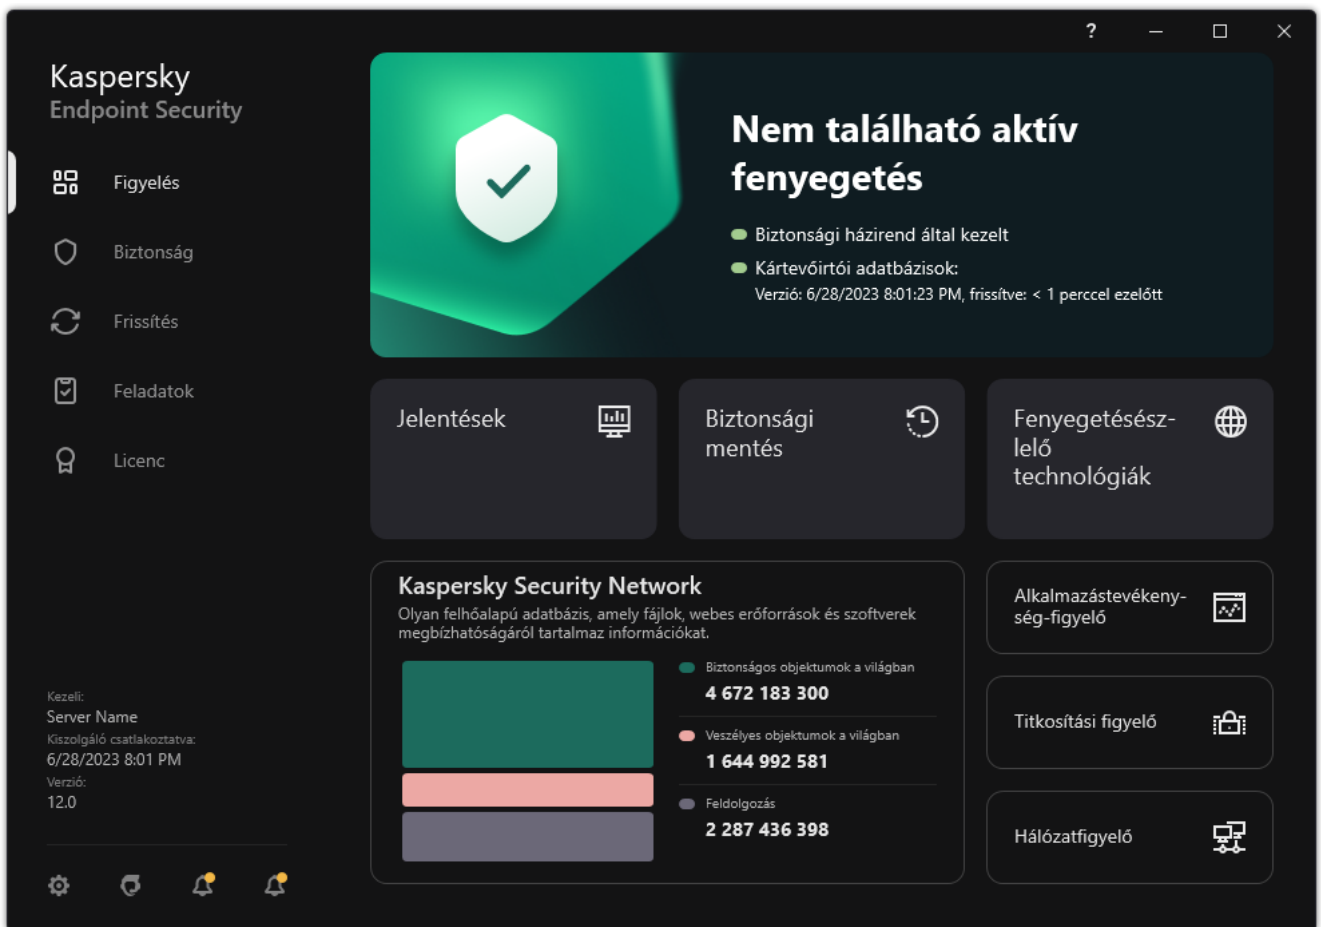 ?
Kaspersky
Endpoint Security
Figyelés
Biztonság
Frissítés
Feladatok
Licenc
Kezeli:
Server Name
Kiszolgáló csatlakoztatva:
6/28/2023 8:01 PM
Verzió:
12.0
Nem található aktív
fenyegetés
Biztonsági házirend által kezelt
Kártevőirtói adatbázisok:
Verzió: 6/28/2023 8:01:23 PM, frissítve: < 1 perccel ezelőtt
Jelentések
Biztonsági
mentés
Fenyegetésész-
lelő
technológiák
Kaspersky Security Network
Olyan felhőalapú adatbázis, amely fájlok, webes erőforrások és szoftverek
megbízhatóságáról tartalmaz információkat.
Biztonságos objektumok a világban
4 672 183 300
Veszélyes objektumok a világban
1 644 992 581
Feldolgozás
2 287 436 398
Alkalmazástevékeny-
ség-figyelő
Titkosítási figyelő
Hálózatfigyelő